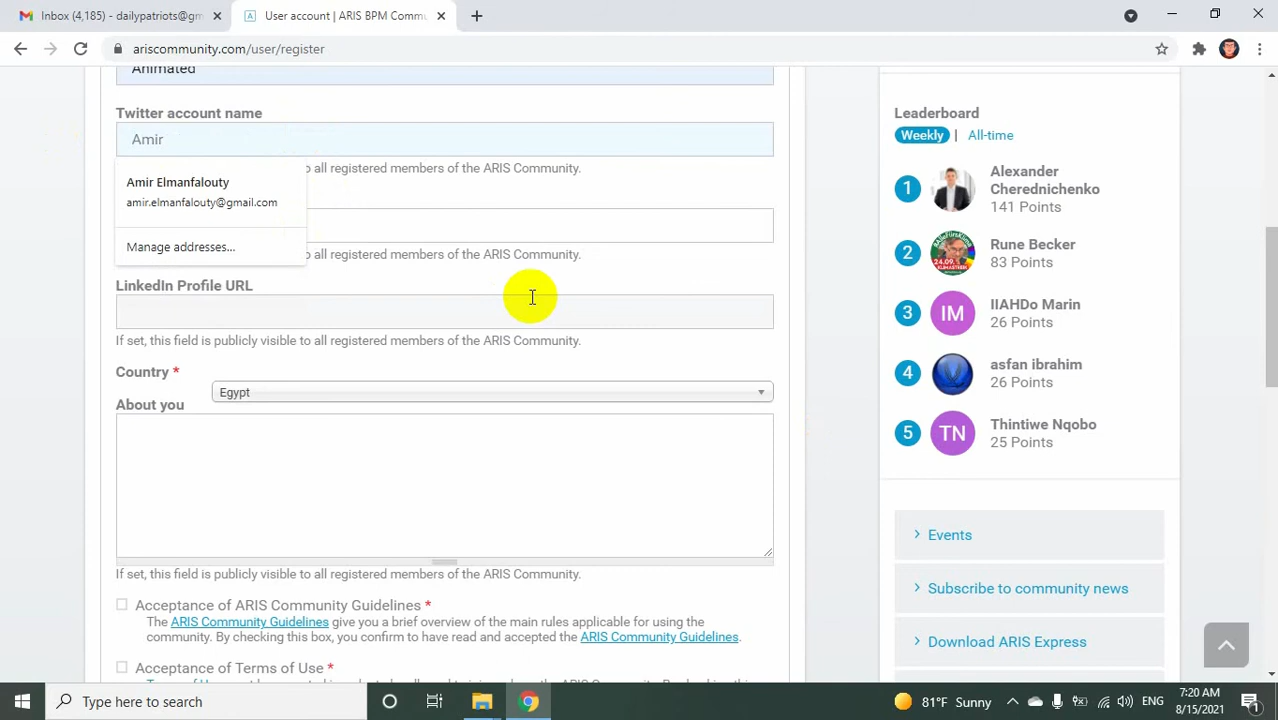 Inbox (4,185) - dailypatriots@gm
User account | ARIS BPM Commu
ariscommunity.com/user/register
Animated
Twitter account name
Amir
o all registered members of the ARIS Community.
Amir Elmanfalouty
amir.elmanfalouty@gmail.com
Manage addresses...
o all registered members of the ARIS Community.
LinkedIn Profile URL
If set, this field is publicly visible to all registered members of the ARIS Community.
Country *
Egypt
About you
If set, this field is publicly visible to all registered members of the ARIS Community.
Acceptance of ARIS Community Guidelines *
The ARIS Community Guidelines give you a brief overview of the main rules applicable for using the
community. By checking this box, you confirm to have read and accepted the ARIS Community Guidelines.
Acceptance of Terms of Use *
Leaderboard
Weekly | All-time
1
Alexander
Cherednichenko
141 Points
2
Rune Becker
83 Points
3
IM
IIAHDo Marin
26 Points
4
asfan ibrahim
26 Points
5
TN
Thintiwe Nqobo
25 Points
Events
Subscribe to community news
Download ARIS Express
Type here to search
81°F Sunny
ENG
7:20 AM
8/15/2021